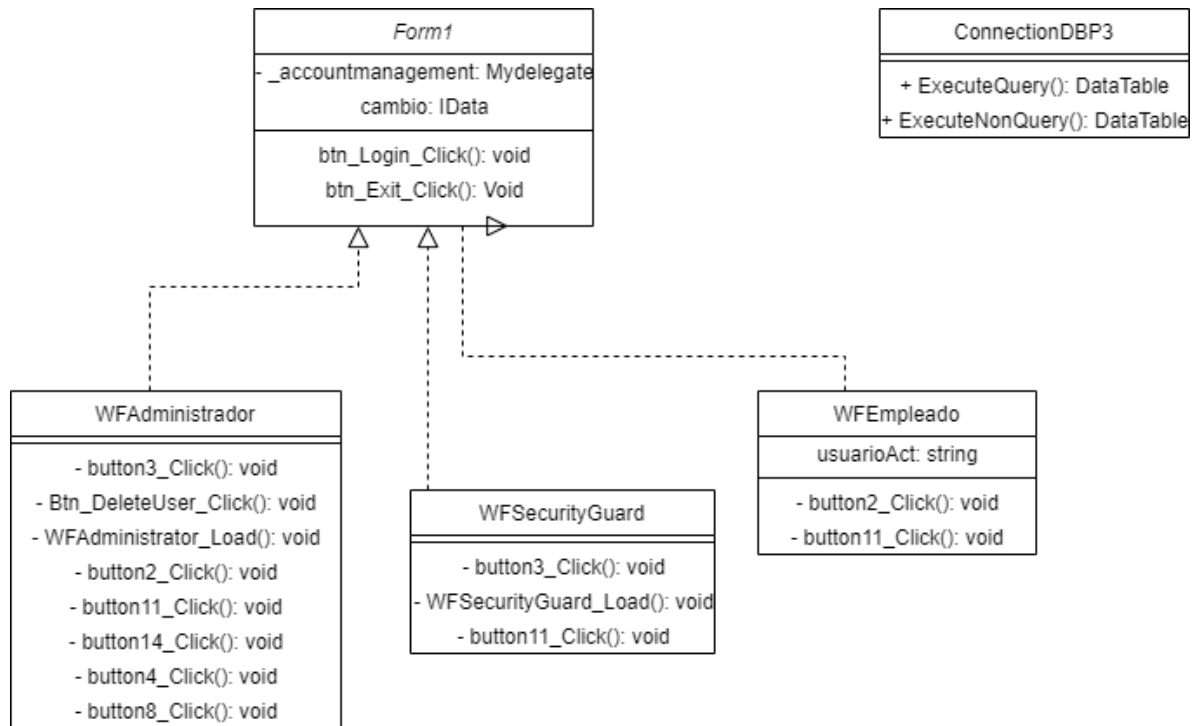 Form1
- _accountmanagement: Mydelegate
cambio: IData
btn_Login_Click(): void
btn_Exit_Click(): Void
ConnectionDBP3
+ ExecuteQuery(): DataTable
+ ExecuteNonQuery(): DataTable
WFAdministrador
- button3_Click(): void
- Btn_DeleteUser_Click(): void
- WFAdministrator_Load(): void
- button2_Click(): void
- button11_Click(): void
- button14_Click(): void
- button4_Click(): void
- button8_Click(): void
WFSecurityGuard
- button3_Click(): void
- WFSecurityGuard_Load(): void
- button11_Click(): void
WFEmpleado
usuarioAct: string
- button2_Click(): void
- button11_Click(): void